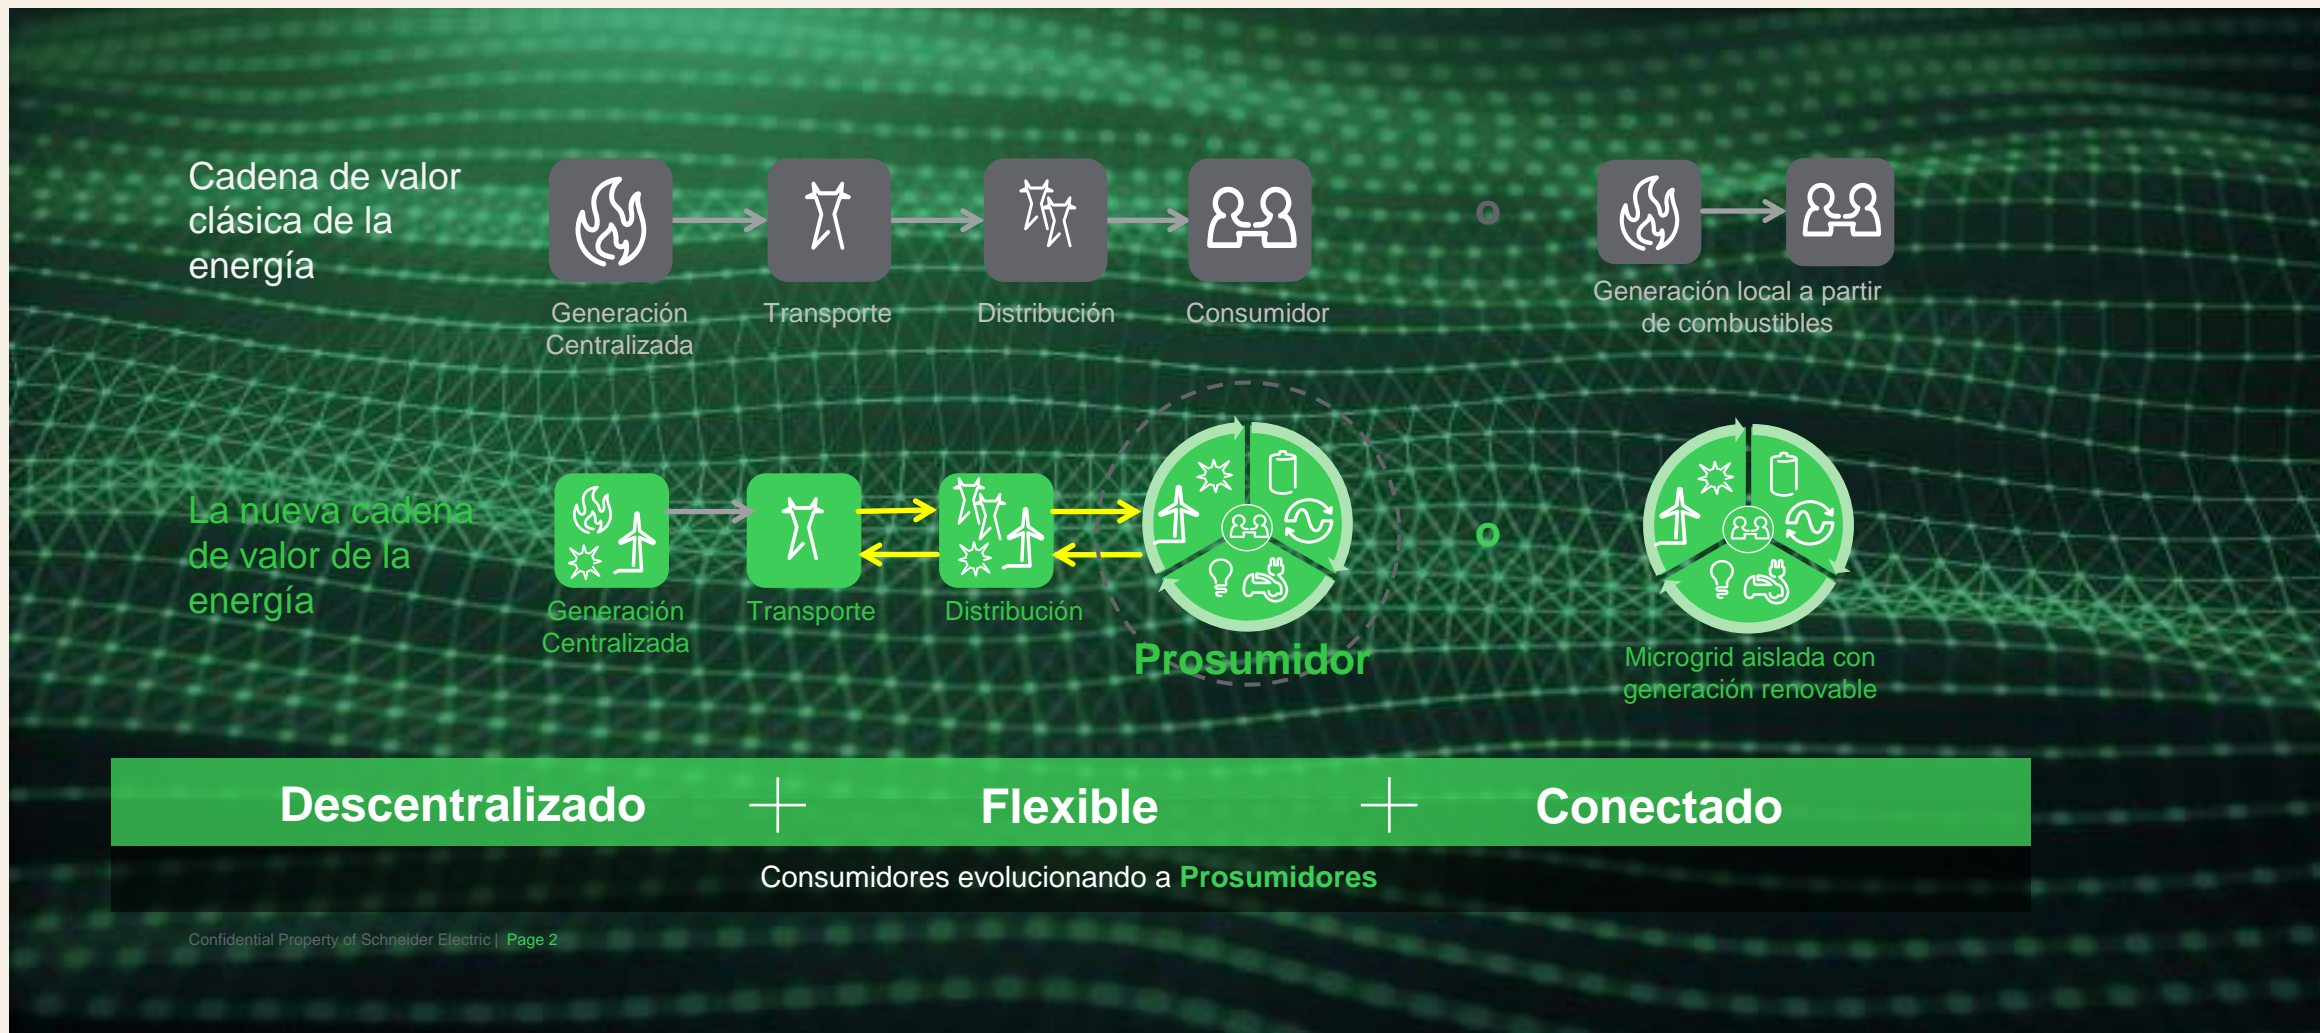 Cadena de valor
clásica de la
energía
Generación
Centralizada
Transporte
Distribución
Consumidor
o
Generación local a partir
de combustibles
La nueva cadena
de valor de la
energía
Generación
Centralizada
Transporte
Distribución
Prosumidor
o
Microgrid aislada con
generación renovable
Descentralizado
Flexible
Conectado
Consumidores evolucionando a Prosumidores
Confidential Property of Schneider Electric | Page 2